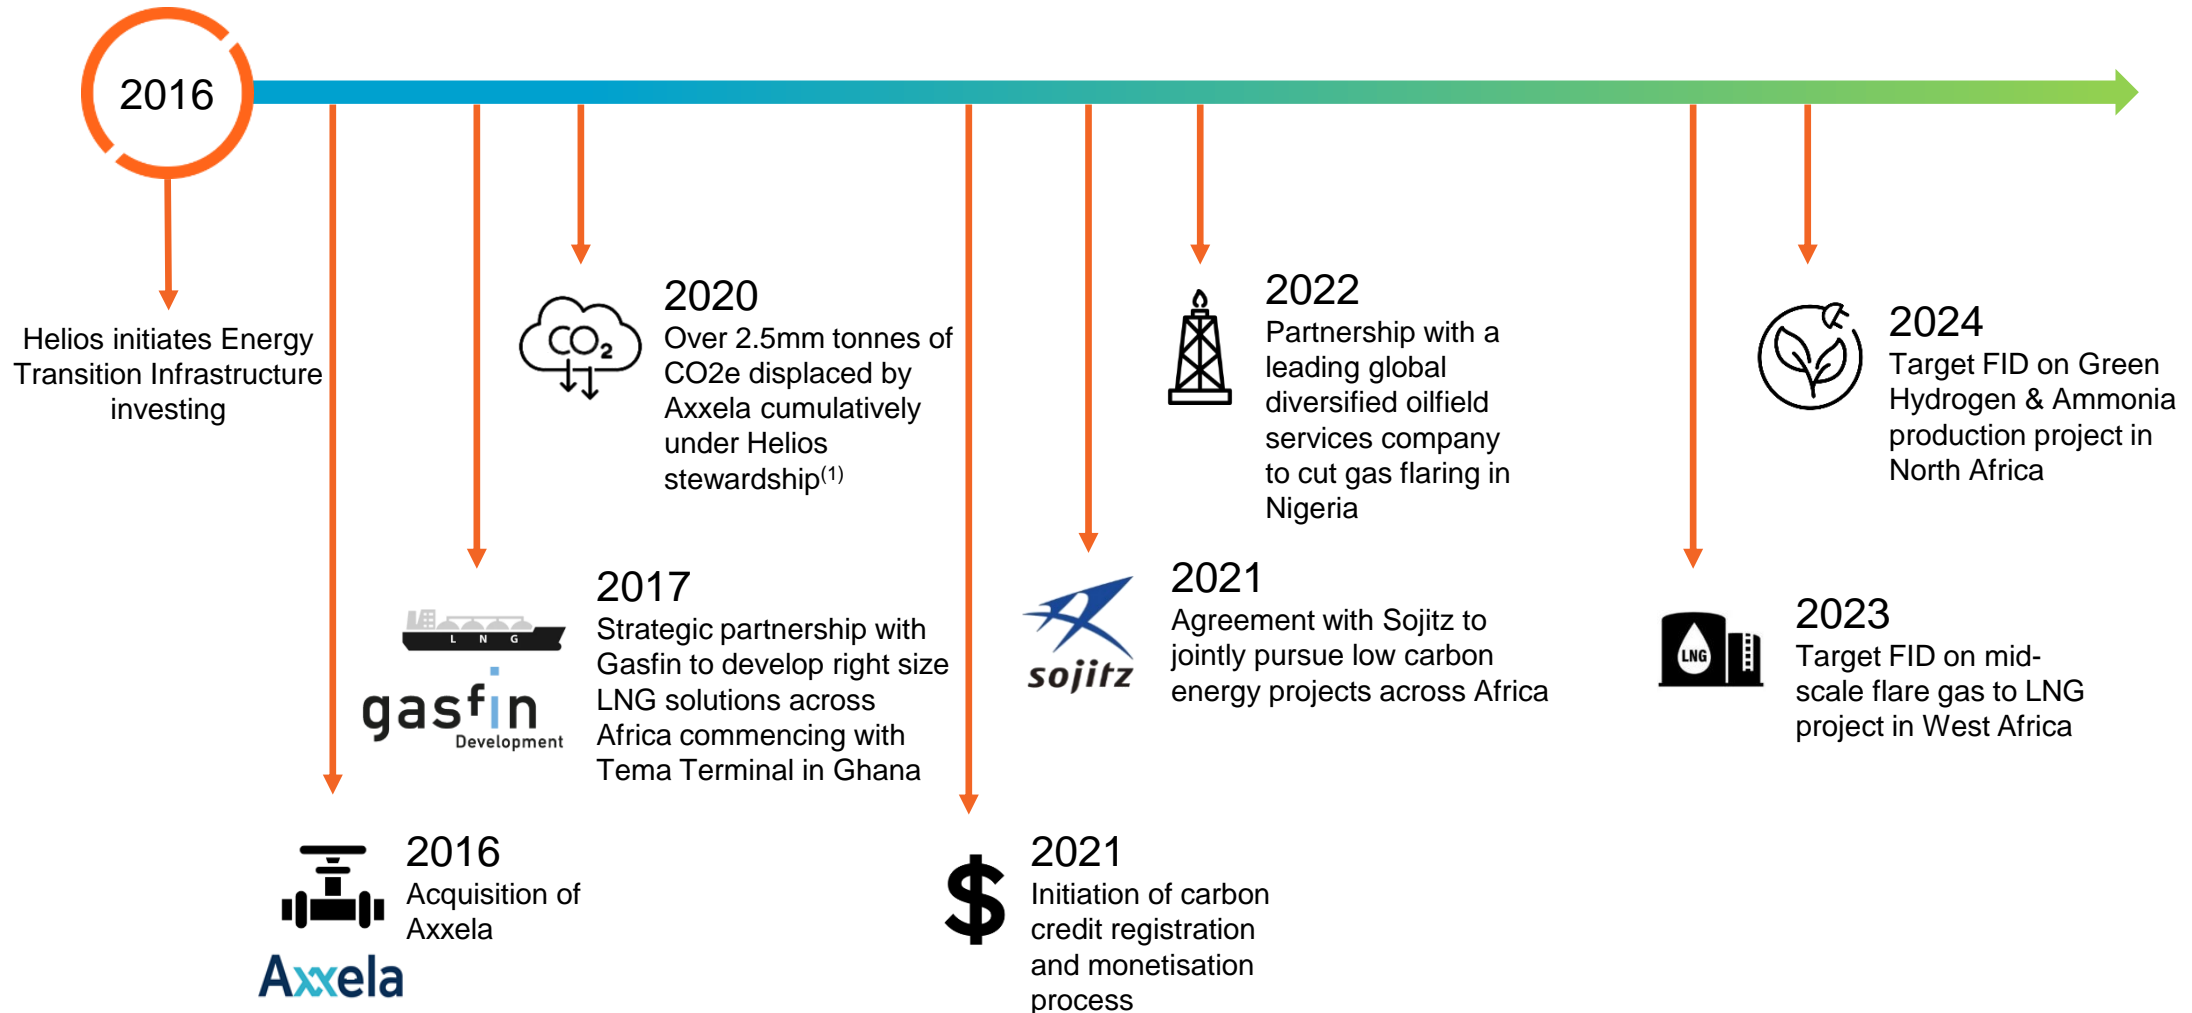 2016
Helios initiates Energy
Transition Infrastructure
investing
2016
Acquisition of
Axxela
Axxela
L N G
gasfin
Development
2017
Strategic partnership with
Gasfin to develop right size
LNG solutions across
Africa commencing with
Tema Terminal in Ghana
CO2
2020
Over 2.5mm tonnes of
CO2e displaced by
Axxela cumulatively
under Helios
stewardship(1)
$
2021
Initiation of carbon
credit registration
and monetisation
process
sojitz
2021
Agreement with Sojitz to
jointly pursue low carbon
energy projects across Africa
2022
Partnership with a
leading global
diversified oilfield
services company
to cut gas flaring in
Nigeria
LNG
2023
Target FID on mid-
scale flare gas to LNG
project in West Africa
2024
Target FID on Green
Hydrogen & Ammonia
production project in
North Africa